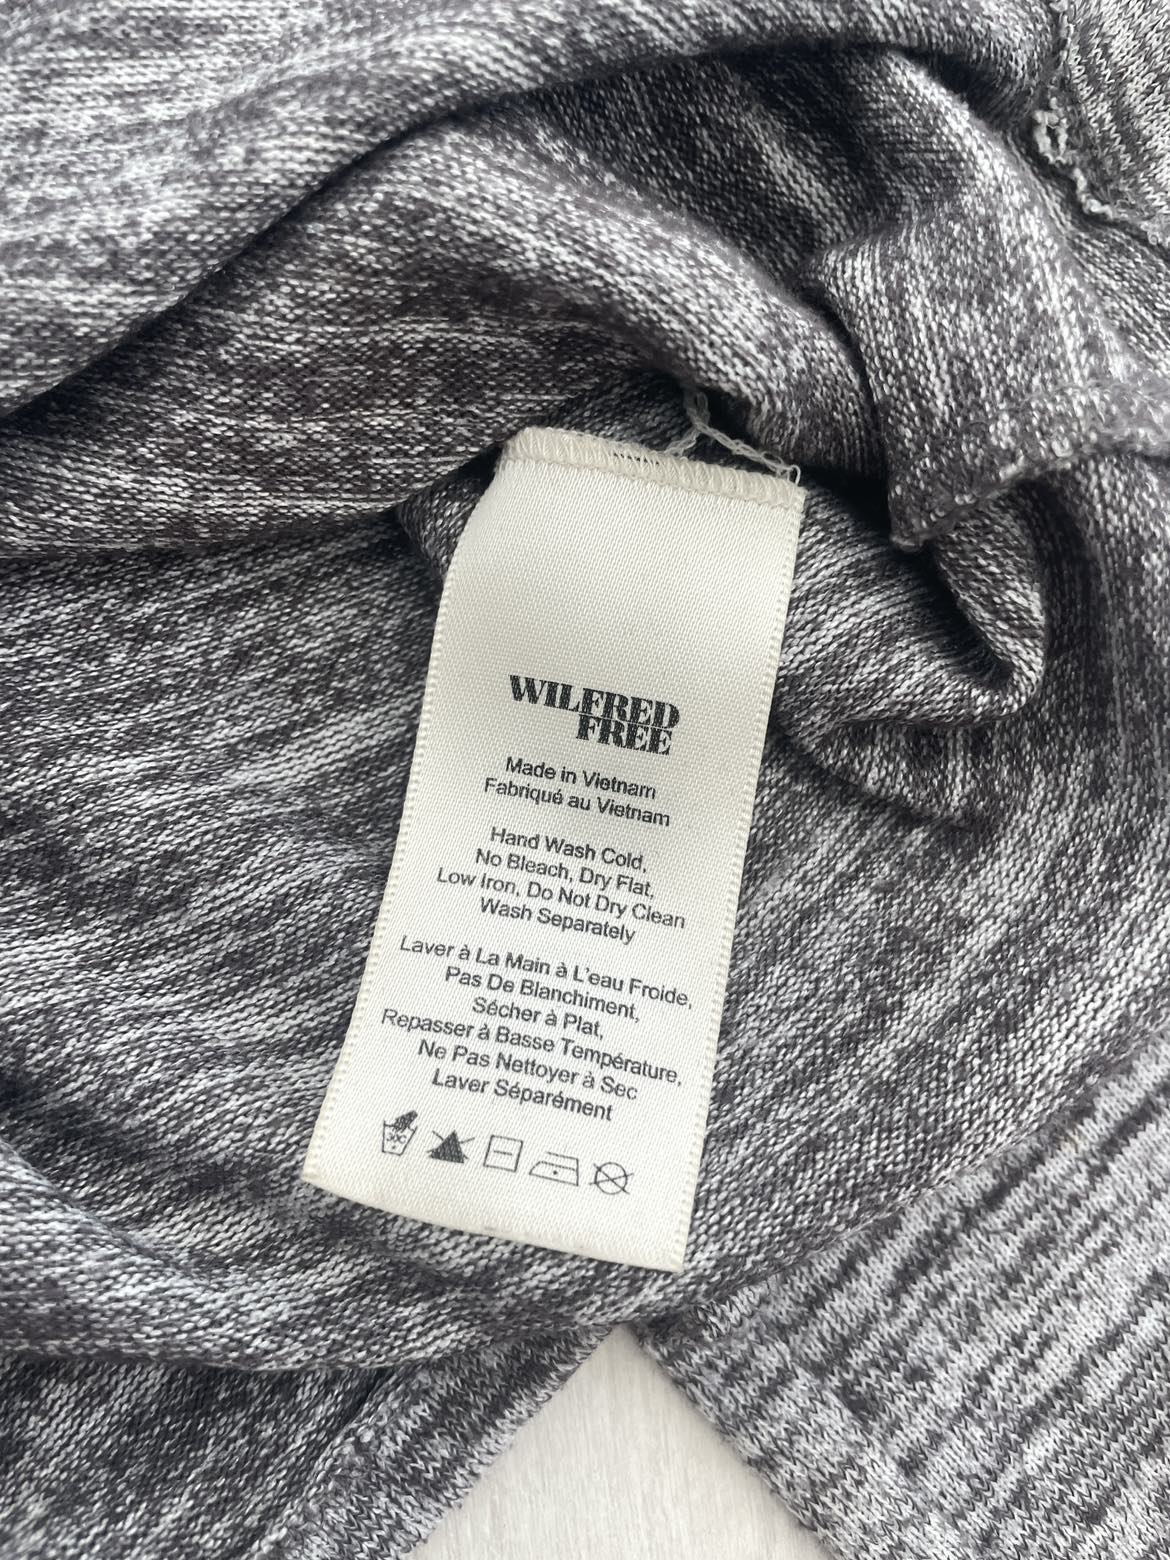 WILFRED
FREE
Made in Vietnam
Fabriqué au Vietnam
Hand Wash Cold,
No Bleach, Dry Flat,
Low Iron, Do Not Dry Clean
Wash Separately
Laver à La Main à L'eau Froide,
Pas De Blanchiment,
Sécher à Plat,
Repasser à Basse Température,
Ne Pas Nettoyer à Sec
Laver Séparément